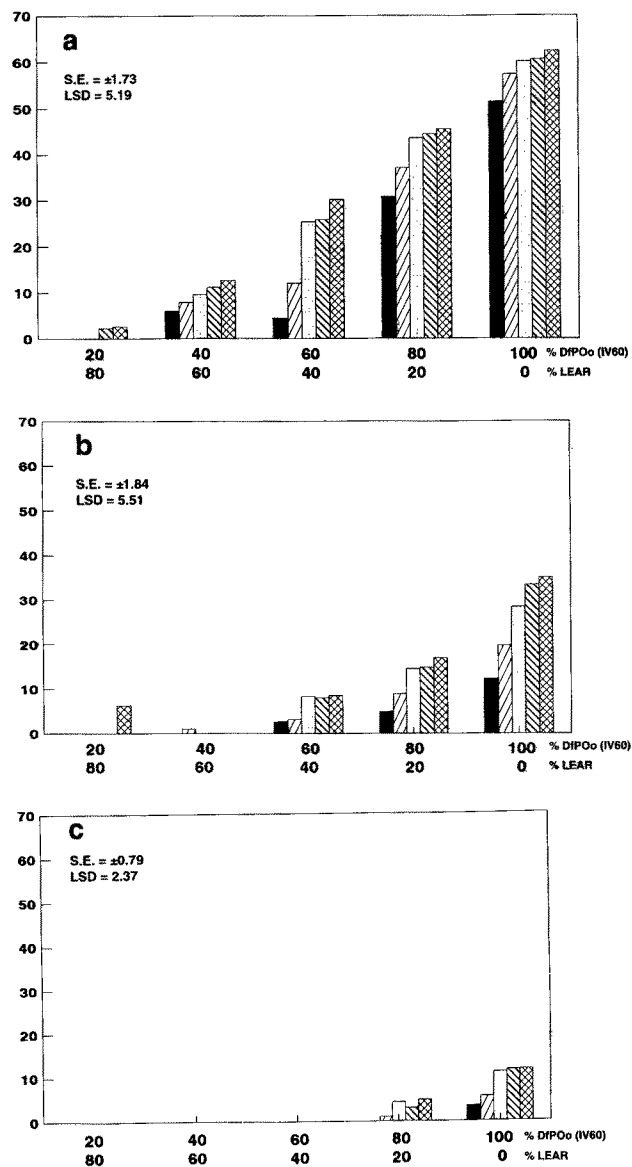 70
a
60
S.E. = ±1.73
LSD = 5.19
50
40
30
20
10
0
20 40 60 80 100 % DfPOo (IV60)
80 60 40 20 0 % LEAR
70
b
60
S.E. = ±1.84
LSD = 5.51
50
40
30
20
10
0
20 40 60 80 100 % DfPOo (IV60)
80 60 40 20 0 % LEAR
70
c
60
S.E. = ±0.79
LSD = 2.37
50
40
30
20
10
0
20 40 60 80 100 % DfPOo (IV60)
80 60 40 20 0 % LEAR